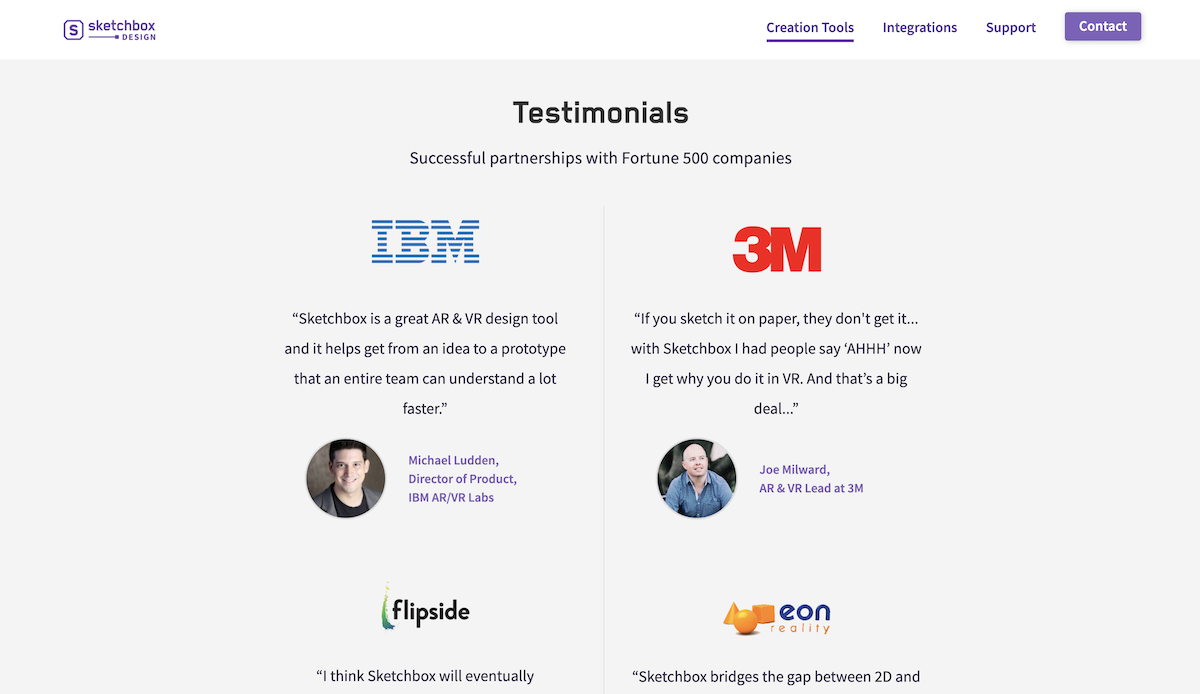 S sketchbox
DESIGN
Creation Tools
Integrations
Support
Contact
Testimonials
Successful partnerships with Fortune 500 companies
IBM
“Sketchbox is a great AR & VR design tool
and it helps get from an idea to a prototype
that an entire team can understand a lot
faster.”
Michael Ludden,
Director of Product,
IBM AR/VR Labs
3M
“If you sketch it on paper, they don't get it...
with Sketchbox I had people say ‘AHHH’ now
I get why you do it in VR. And that’s a big
deal...”
Joe Milward,
AR & VR Lead at 3M
flipside
“I think Sketchbox will eventually
eon
reality
“Sketchbox bridges the gap between 2D and